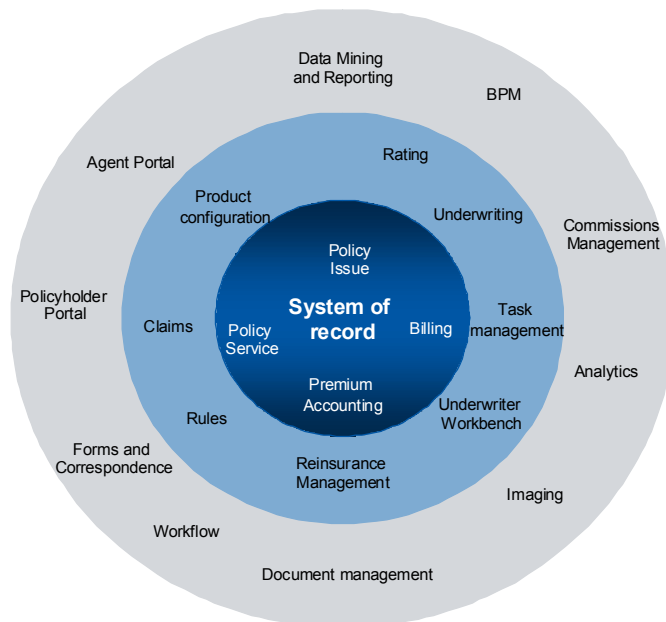 Data Mining
and Reporting
BPM
Agent Portal
Rating
Product
configuration
Underwriting
Commissions
Management
Policy
Issue
Policyholder
Portal
Claims
System of
record
Policy
Service
Billing
Task
management
Analytics
Premium
Accounting
Underwriter
Workbench
Rules
Forms and
Correspondence
Reinsurance
Management
Imaging
Workflow
Document management